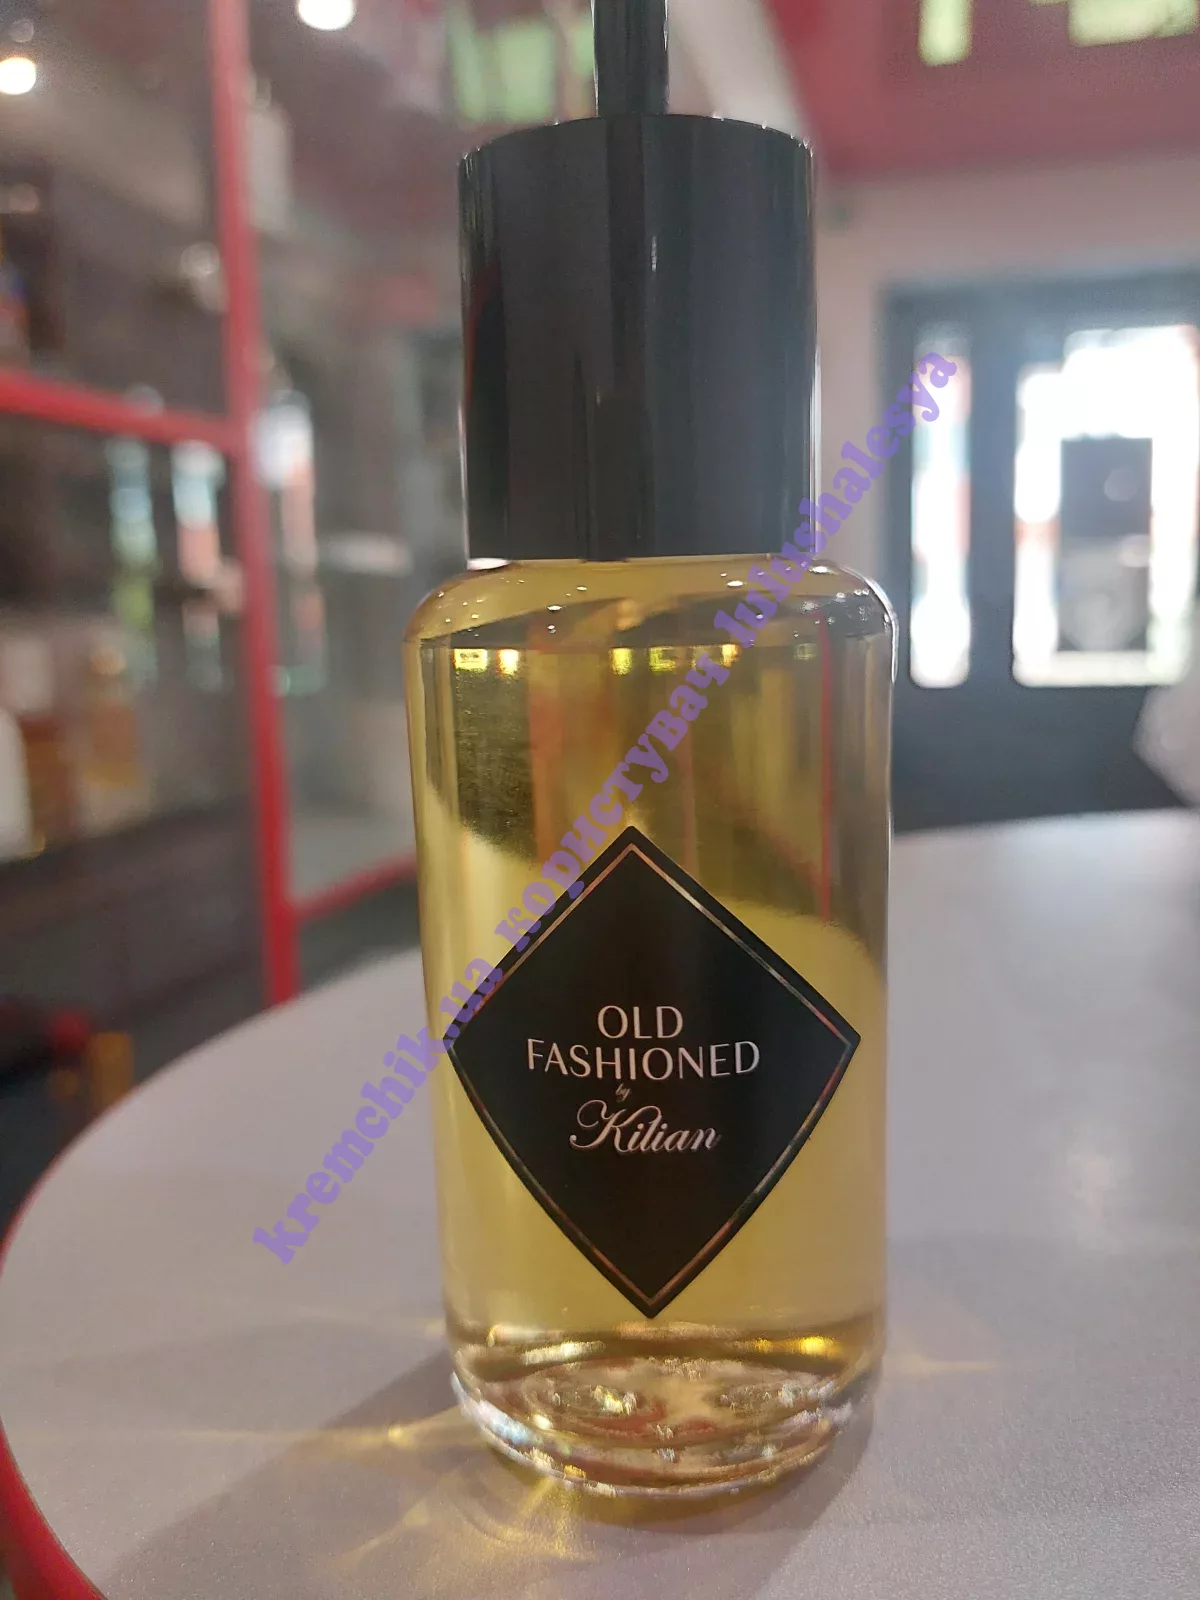 OLD
FASHIONED
by
Kilian
kremchik.ua користувач lulushalesya